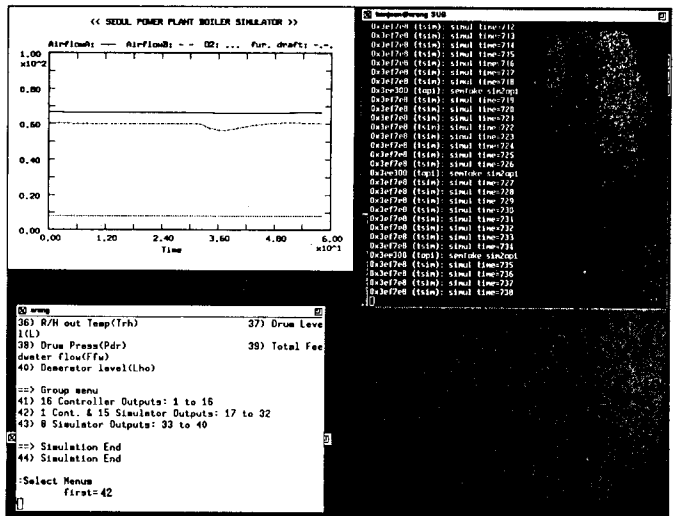 << SEOUL POWER PLANT BOILER SIMULATOR >>
AirflowA: —— AirflowB: - - O2: ... fur. draft: -.-.
1.00
x10^2
0.80
0.60
0.40
0.20
0.00
0.00 1.20 2.40 3.60 4.80 6.00
Time x10^1
SUB
0x3ef7e8 (tsim): simul time=712
0x3ef7e8 (tsim): simul time=713
0x3ef7e8 (tsim): simul time=714
0x3ef7e8 (tsim): simul time=715
0x3ef7e8 (tsim): simul time=716
0x3ef7e8 (tsim): simul time=717
0x3ef7e8 (tsim): simul time=718
0x3ee300 (topi): semtake sim2opi
0x3ef7e8 (tsim): simul time=719
0x3ef7e8 (tsim): simul time=720
0x3ef7e8 (tsim): simul time=721
0x3ef7e8 (tsim): simul time=722
0x3ef7e8 (tsim): simul time=723
0x3ef7e8 (tsim): simul time=724
0x3ef7e8 (tsim): simul time=725
0x3ef7e8 (tsim): simul time=726
0x3ee300 (topi): semtake sim2opi
0x3ef7e8 (tsim): simul time=727
0x3ef7e8 (tsim): simul time=728
0x3ef7e8 (tsim): simul time=729
0x3ef7e8 (tsim): simul time=730
0x3ef7e8 (tsim): simul time=731
0x3ef7e8 (tsim): simul time=732
0x3ef7e8 (tsim): simul time=733
0x3ef7e8 (tsim): simul time=734
0x3ee300 (topi): semtake sim2opi
0x3ef7e8 (tsim): simul time=735
0x3ef7e8 (tsim): simul time=736
0x3ef7e8 (tsim): simul time=737
0x3ef7e8 (tsim): simul time=738
36) R/H out Temp(Trh) 37) Drum Leve
l(L)
38) Drum Press(Pdr) 39) Total Fee
dwater flow(Ffw)
40) Demerator level(Lho)
==> Group menu
41) 16 Controller Outputs: 1 to 16
42) 1 Cont. & 15 Simulator Outputs: 17 to 32
43) 8 Simulator Outputs: 33 to 40
==> Simulation End
44) Simulation End
:Select Menus
first=42